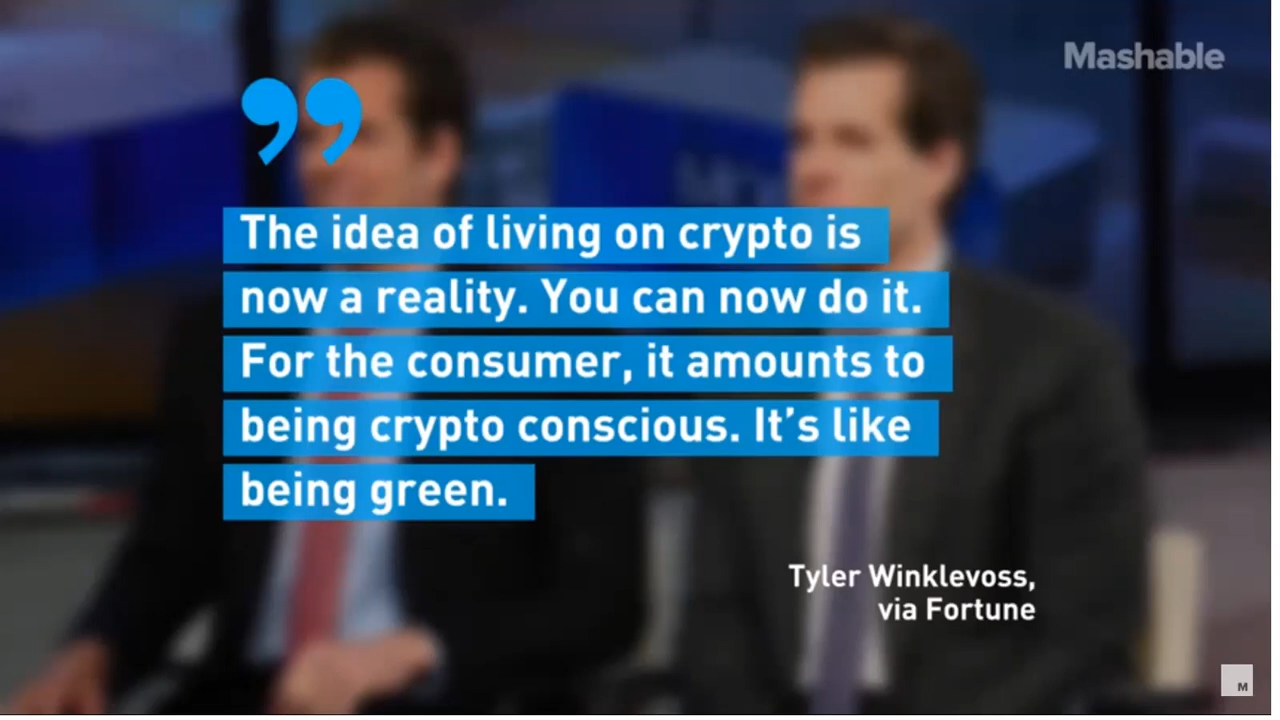 Mashable
”
The idea of living on crypto is
now a reality. You can now do it.
For the consumer, it amounts to
being crypto conscious. It’s like
being green.
Tyler Winklevoss,
via Fortune
M